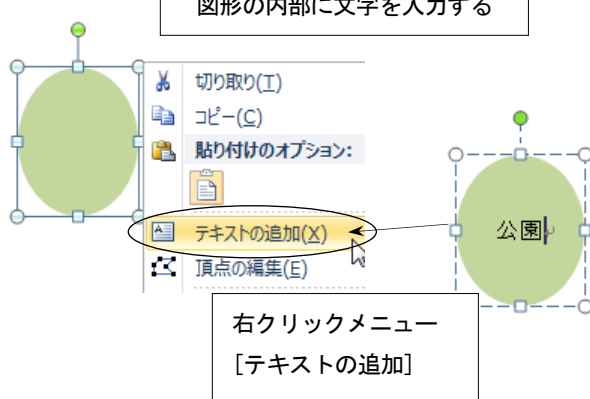 図形の内部に文字を入力する
切り取り(T)
コピー(C)
貼り付けのオプション:
テキストの追加(X)
頂点の編集(E)
公園
右クリックメニュー
[テキストの追加]